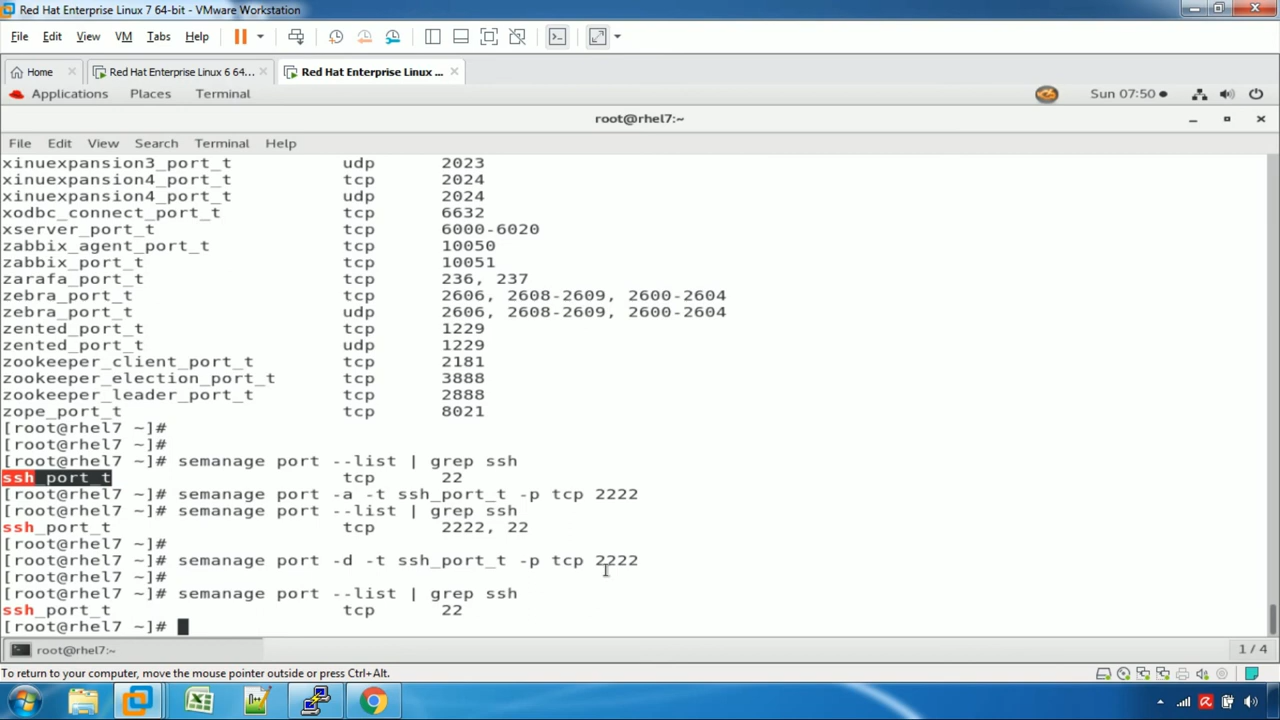 Red Hat Enterprise Linux 7 64-bit - VMware Workstation
File Edit View VM Tabs Help
Home Red Hat Enterprise Linux 6 64... Red Hat Enterprise Linux ...
Applications Places Terminal Sun 07:50
root@rhel7:~
File Edit View Search Terminal Help
xinuexpansion3_port_t udp 2023
xinuexpansion4_port_t tcp 2024
xinuexpansion4_port_t udp 2024
xodbc_connect_port_t tcp 6632
xserver_port_t tcp 6000-6020
zabbix_agent_port_t tcp 10050
zabbix_port_t tcp 10051
zarafa_port_t tcp 236, 237
zebra_port_t tcp 2606, 2608-2609, 2600-2604
zebra_port_t udp 2606, 2608-2609, 2600-2604
zented_port_t tcp 1229
zented_port_t udp 1229
zookeeper_client_port_t tcp 2181
zookeeper_election_port_t tcp 3888
zookeeper_leader_port_t tcp 2888
zope_port_t tcp 8021
[root@rhel7 ~]#
[root@rhel7 ~]#
[root@rhel7 ~]# semanage port --list | grep ssh
ssh_port_t tcp 22
[root@rhel7 ~]# semanage port -a -t ssh_port_t -p tcp 2222
[root@rhel7 ~]# semanage port --list | grep ssh
ssh_port_t tcp 2222, 22
[root@rhel7 ~]#
[root@rhel7 ~]# semanage port -d -t ssh_port_t -p tcp 2222
[root@rhel7 ~]#
[root@rhel7 ~]# semanage port --list | grep ssh
ssh_port_t tcp 22
[root@rhel7 ~]#
root@rhel7:~ 1 / 4
To return to your computer, move the mouse pointer outside or press Ctrl+Alt.